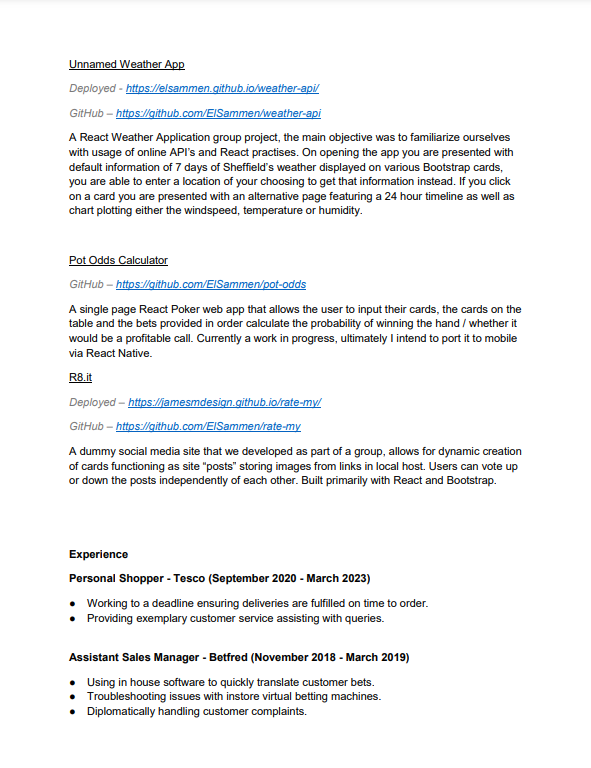 Unnamed Weather App
Deployed - https://elsammen.github.io/weather-api/
GitHub – https://github.com/ElSammen/weather-api
A React Weather Application group project, the main objective was to familiarize ourselves
with usage of online API's and React practises. On opening the app you are presented with
default information of 7 days of Sheffield's weather displayed on various Bootstrap cards,
you are able to enter a location of your choosing to get that information instead. If you click
on a card you are presented with an alternative page featuring a 24 hour timeline as well as
chart plotting either the windspeed, temperature or humidity.
Pot Odds Calculator
GitHub – https://github.com/ElSammen/pot-odds
A single page React Poker web app that allows the user to input their cards, the cards on the
table and the bets provided in order calculate the probability of winning the hand / whether it
would be a profitable call. Currently a work in progress, ultimately I intend to port it to mobile
via React Native.
R8.it
Deployed – https://jamesmdesign.github.io/rate-my/
GitHub – https://github.com/ElSammen/rate-my
A dummy social media site that we developed as part of a group, allows for dynamic creation
of cards functioning as site “posts” storing images from links in local host. Users can vote up
or down the posts independently of each other. Built primarily with React and Bootstrap.
Experience
Personal Shopper - Tesco (September 2020 - March 2023)
● Working to a deadline ensuring deliveries are fulfilled on time to order.
● Providing exemplary customer service assisting with queries.
Assistant Sales Manager - Betfred (November 2018 - March 2019)
● Using in house software to quickly translate customer bets.
● Troubleshooting issues with instore virtual betting machines.
● Diplomatically handling customer complaints.